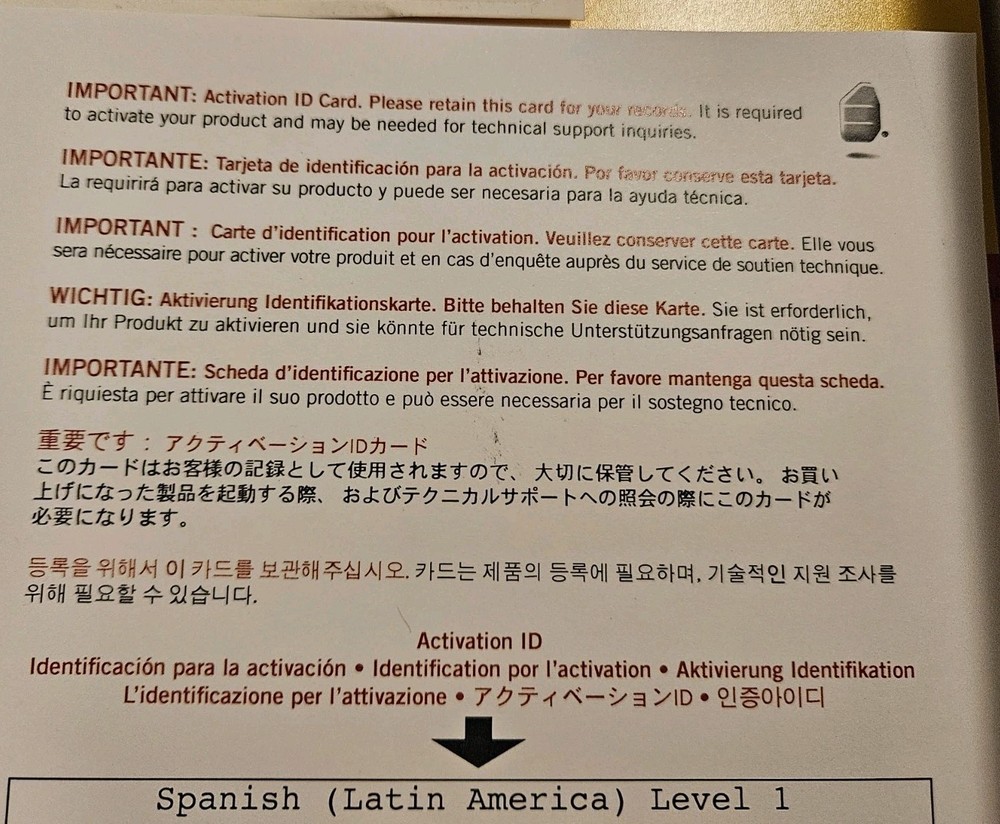 IMPORTANT: Activation ID Card. Please retain this card for your records. It is required
to activate your product and may be needed for technical support inquiries.
IMPORTANTE: Tarjeta de identificación para la activación. Por favor conserve esta tarjeta.
La requirirá para activar su producto y puede ser necesaria para la ayuda técnica.
IMPORTANT : Carte d'identification pour l'activation. Veuillez conserver cette carte. Elle vous
sera nécessaire pour activer votre produit et en cas d'enquête auprès du service de soutien technique.
WICHTIG: Aktivierung Identifikationskarte. Bitte behalten Sie diese Karte. Sie ist erforderlich,
um Ihr Produkt zu aktivieren und sie könnte für technische Unterstützungsanfragen nötig sein.
IMPORTANTE: Scheda d'identificazione per l'attivazione. Per favore mantenga questa scheda.
È riquiesta per attivare il suo prodotto e può essere necessaria per il sostegno tecnico.
重要です： アクティベーションIDカード
このカードはお客様の記録として使用されますので、 大切に保管してください。 お買い
上げになった製品を起動する際、 およびテクニカルサポートへの照会の際にこのカードが
必要になります。
등록을 위해서 이 카드를 보관해주십시오. 카드는 제품의 등록에 필요하며, 기술적인 지원 조사를
위해 필요할 수 있습니다.
Activation ID
Identificación para la activación • Identification por l'activation • Aktivierung Identifikation
L'identificazione per l'attivazione • アクティベーションID • 인증아이디
Spanish (Latin America) Level 1